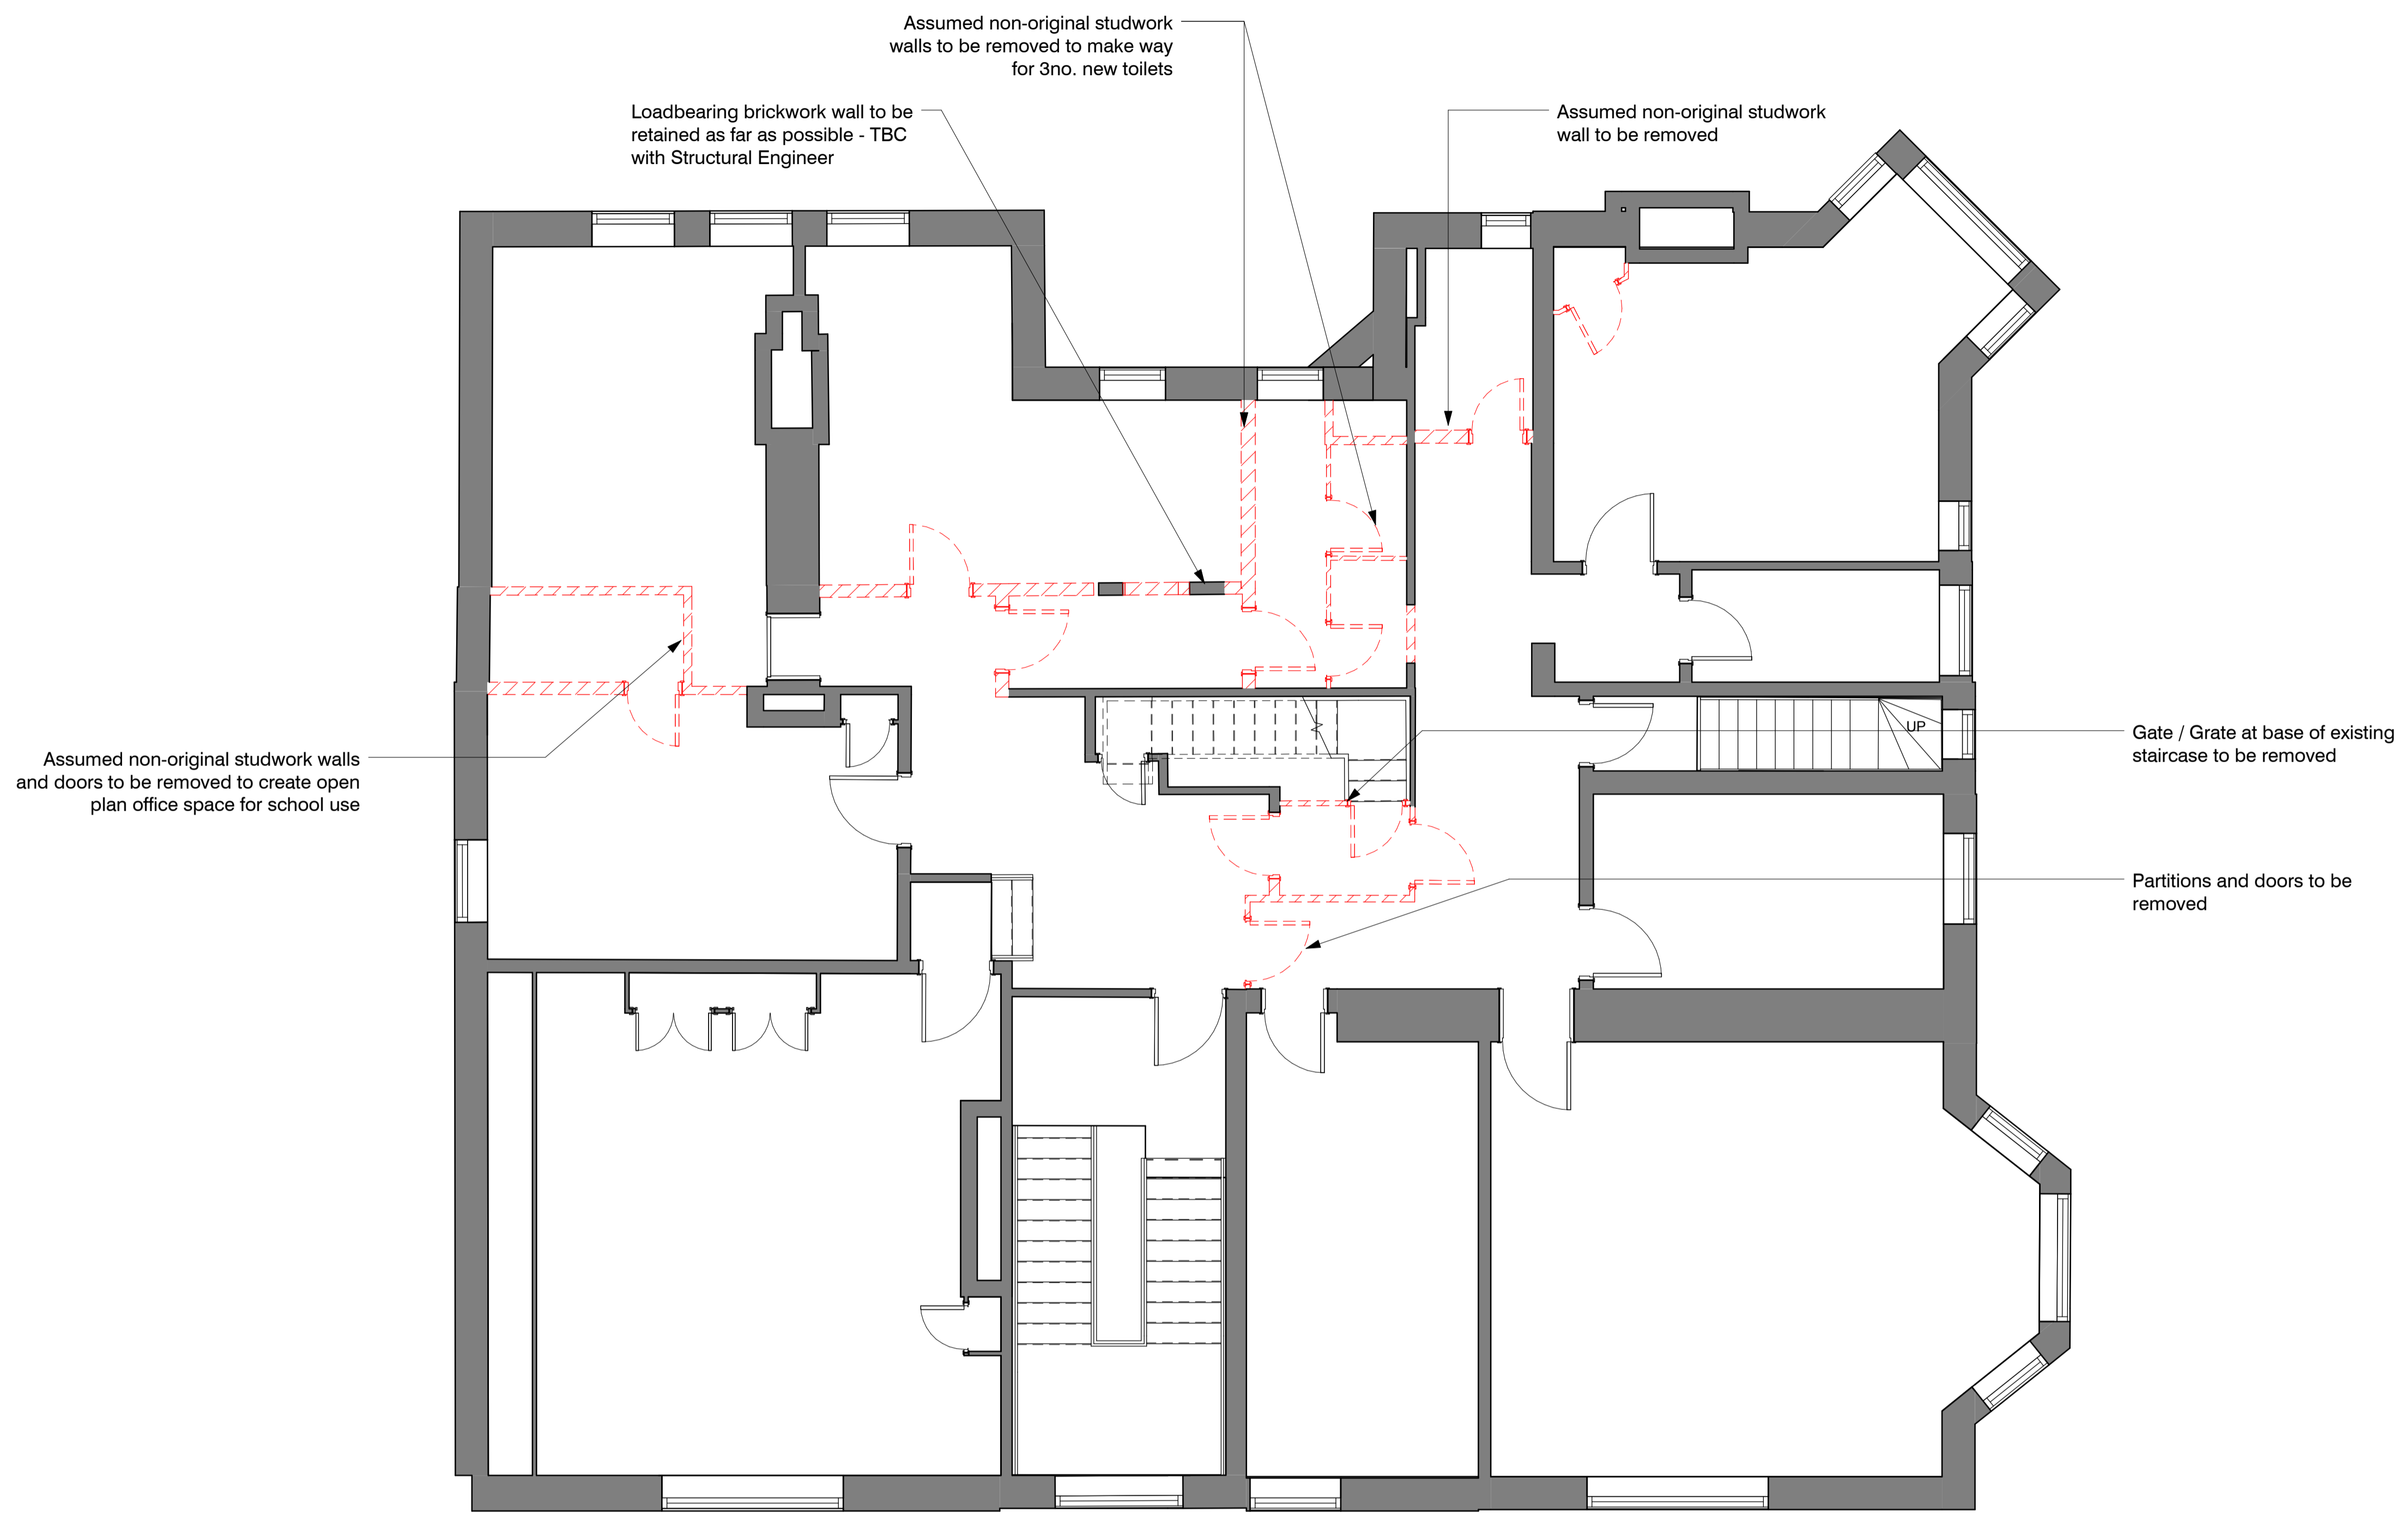 Assumed non-original studwork
walls to be removed to make way
for 3no. new toilets
Loadbearing brickwork wall to be
retained as far as possible - TBC
with Structural Engineer
Assumed non-original studwork
wall to be removed
UP
Gate / Grate at base of existing
staircase to be removed
Assumed non-original studwork walls
and doors to be removed to create open
plan office space for school use
Partitions and doors to be
removed